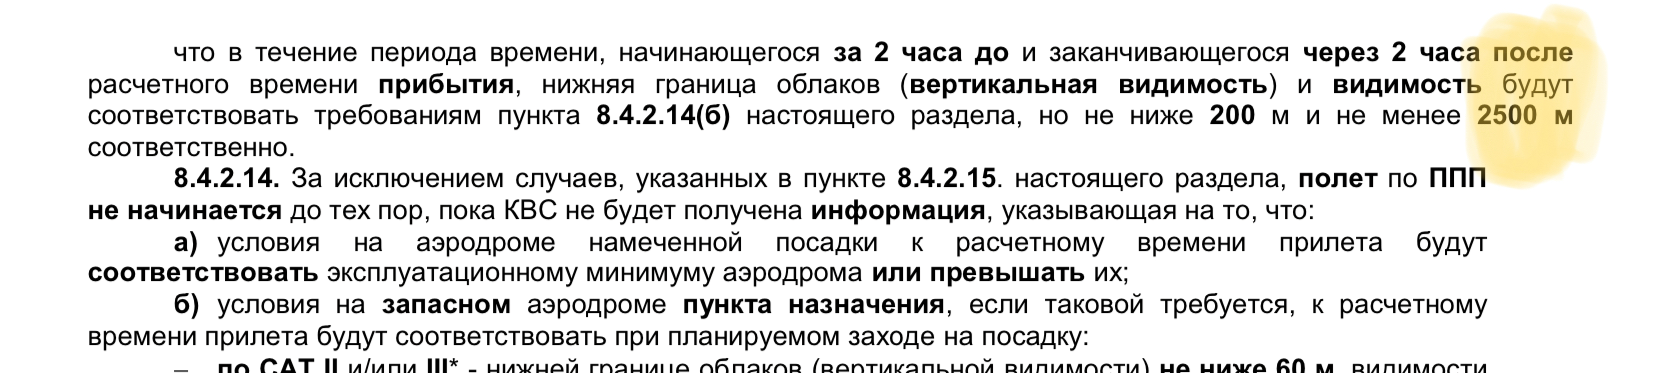 что в течение периода времени, начинающегося за 2 часа до и заканчивающегося через 2 часа после
расчетного времени прибытия, нижняя граница облаков (вертикальная видимость) и видимость будут
соответствовать требованиям пункта 8.4.2.14(б) настоящего раздела, но не ниже 200 м и не менее 2500 м
соответственно.
8.4.2.14. За исключением случаев, указанных в пункте 8.4.2.15. настоящего раздела, полет по ППП
не начинается до тех пор, пока КВС не будет получена информация, указывающая на то, что:
а) условия на аэродроме намеченной посадки к расчетному времени прилета будут
соответствовать эксплуатационному минимуму аэродрома или превышать их;
б) условия на запасном аэродроме пункта назначения, если таковой требуется, к расчетному
времени прилета будут соответствовать при планируемом заходе на посадку:
– по CAT II и/или III* - нижней границе облаков (вертикальной видимости) не ниже 60 м, видимости